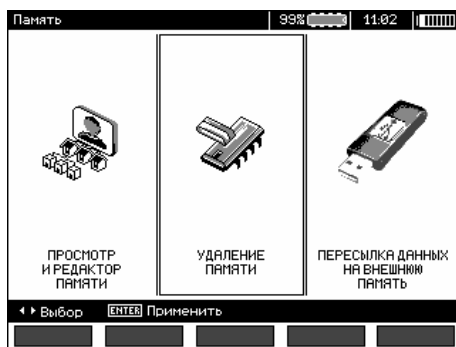 Память 99% 11:02
ПРОСМОТР
И РЕДАКТОР
ПАМЯТИ
УДАЛЕНИЕ
ПАМЯТИ
ПЕРЕСЫЛКА ДАННЫХ
НА ВНЕШНЮЮ
ПАМЯТЬ
Выбор ENTER Применить